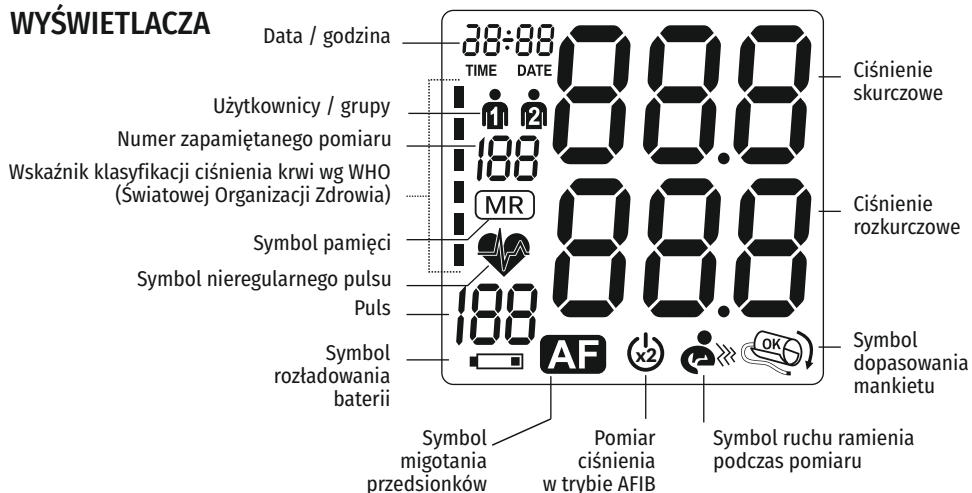 WYŚWIETLACZA
Data / godzina
88:88
TIME DATE
Użytkownicy / grupy
1 2
Numer zapamiętanego pomiaru
188
Wskaźnik klasyfikacji ciśnienia krwi wg WHO
(Światowej Organizacji Zdrowia)
MR
Symbol pamięci
Symbol nieregularnego pulsu
Puls
188
Symbol
rozładowania
baterii
888
Ciśnienie
skurczowe
888
Ciśnienie
rozkurczowe
AF
x2
OK
Symbol
dopasowania
mankietu
Symbol
migotania
przedsionków
Pomiar
ciśnienia
w trybie AFIB
Symbol ruchu ramienia
podczas pomiaru